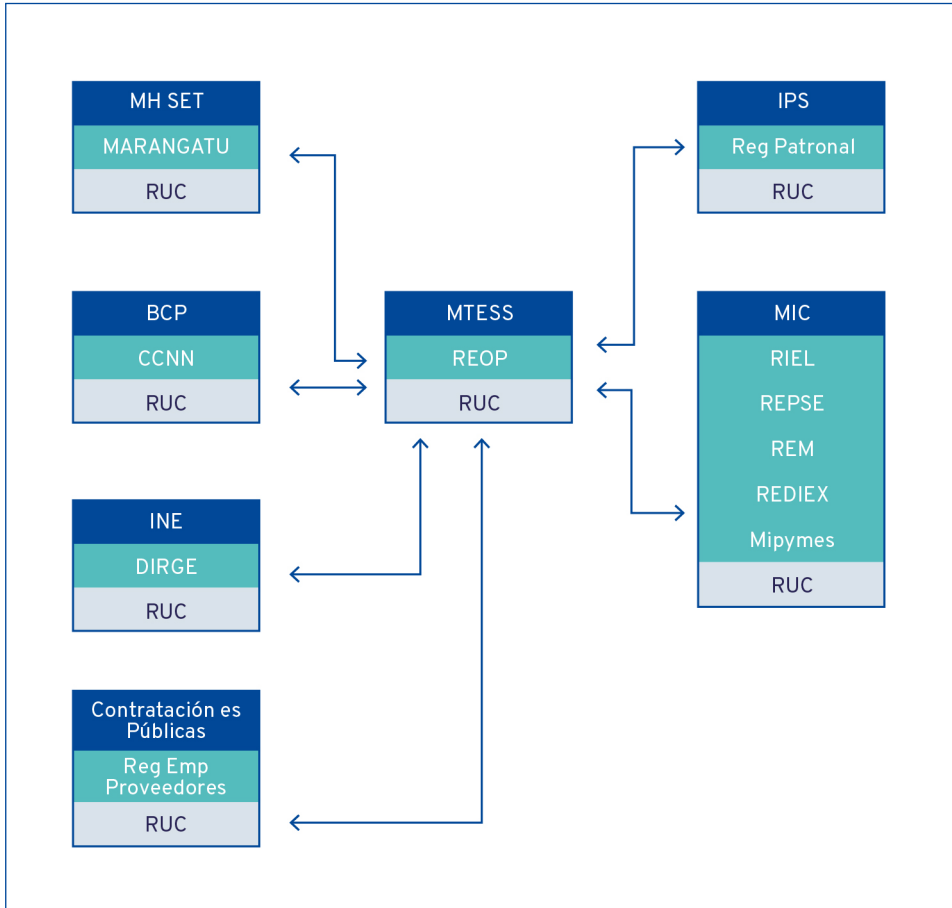 MH SET
MARANGATU
RUC
BCP
CCNN
RUC
INE
DIRGE
RUC
Contratación es
Públicas
Reg Emp
Proveedores
RUC
MTESS
REOP
RUC
IPS
Reg Patronal
RUC
MIC
RIEL
REPSE
REM
REDIEX
Mipymes
RUC